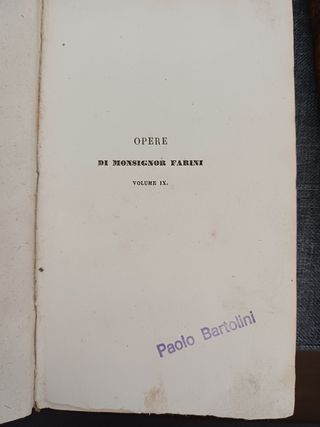 OPERE
DI MONSIGNOR FARINI
VOLUME IX.
Paolo Bartolini